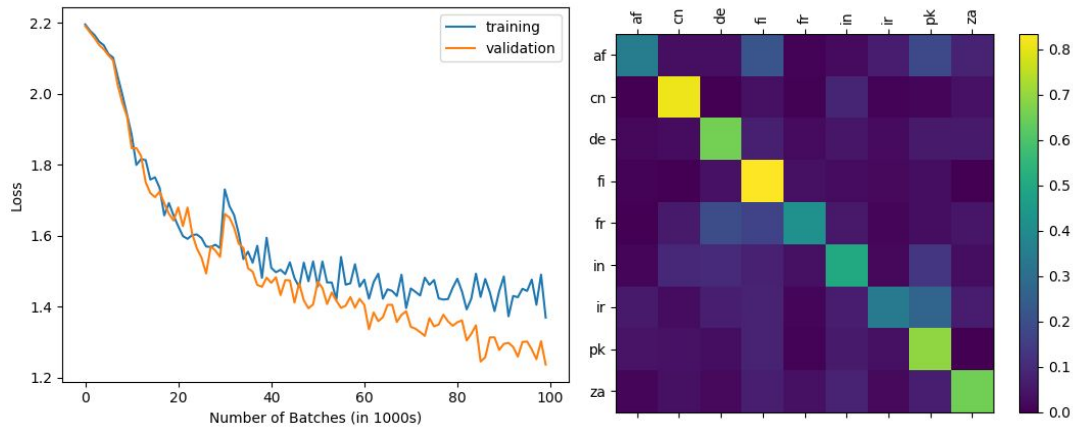 2.2
2.0
1.8
1.6
1.4
1.2
Loss
0 20 40 60 80 100
Number of Batches (in 1000s)
training
validation
af cn de fi fr in ir pk za
af
cn
de
fi
fr
in
ir
pk
za
0.8
0.7
0.6
0.5
0.4
0.3
0.2
0.1
0.0